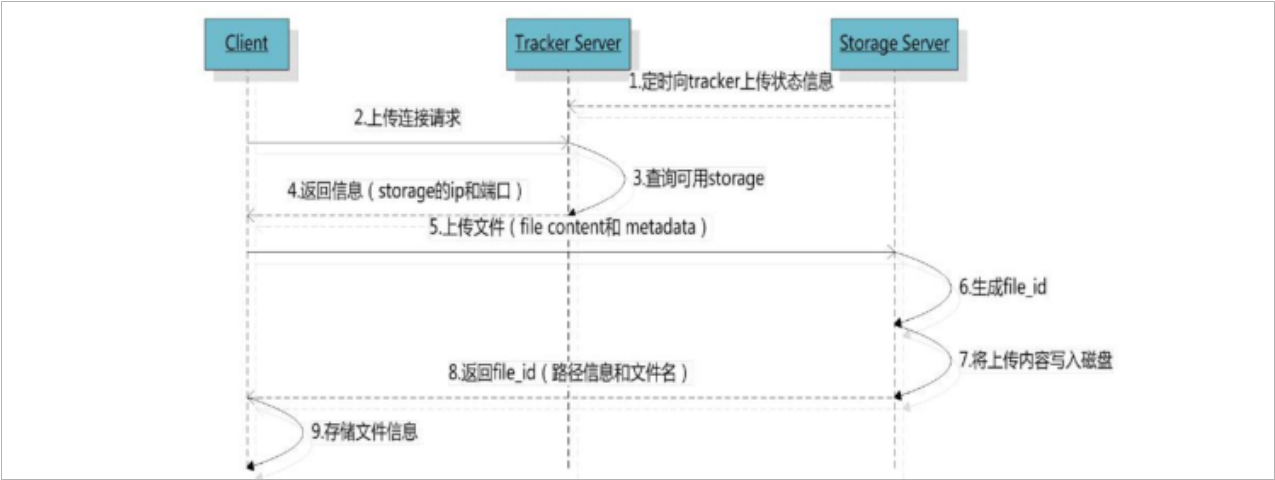 Client
Tracker Server
Storage Server
1.定时向tracker上传状态信息
2.上传连接请求
3.查询可用storage
4.返回信息（storage的ip和端口）
5.上传文件（file content和 metadata）
6.生成file_id
7.将上传内容写入磁盘
8.返回file_id（路径信息和文件名）
9.存储文件信息